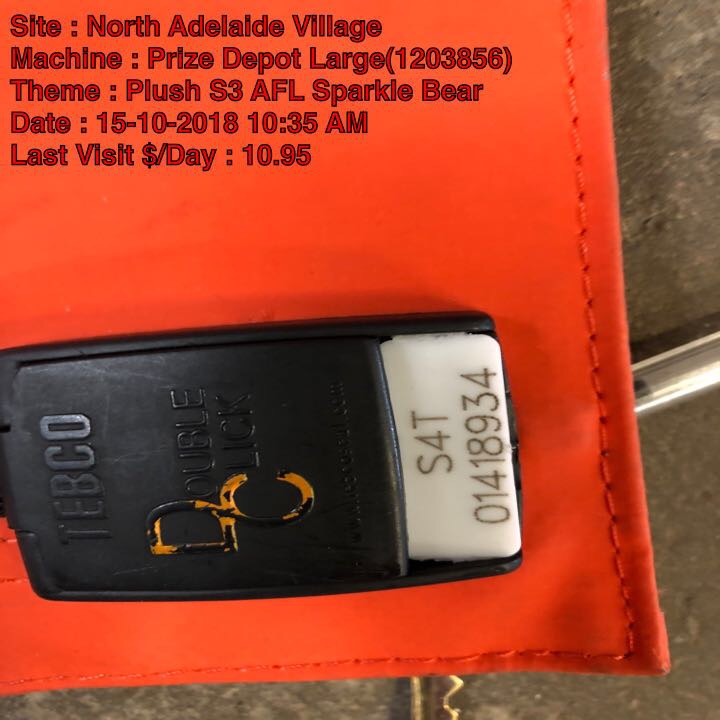 Site : North Adelaide Village
Machine : Prize Depot Large(1203856)
Theme : Plush S3 AFL Sparkle Bear
Date : 15-10-2018 10:35 AM
Last Visit $/Day : 10.95
TEBCO
DOUBLE
CLICK
S4T
01418934